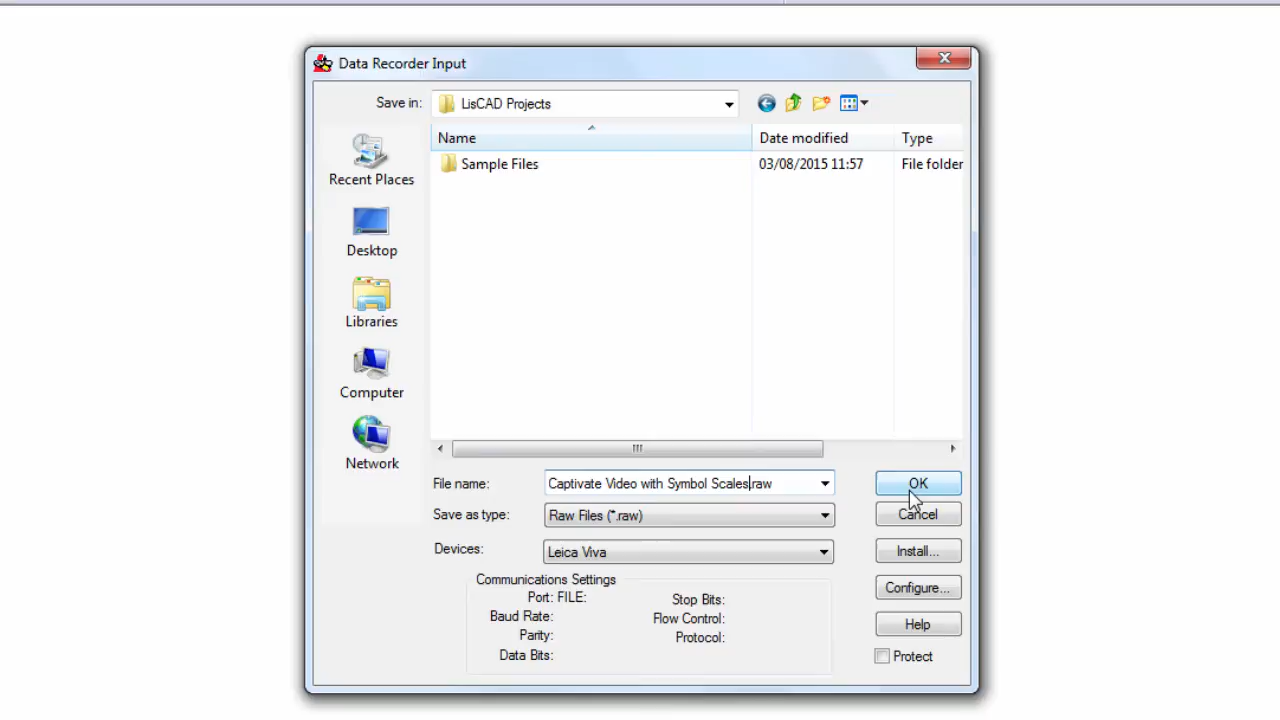 Data Recorder Input
Save in: LisCAD Projects
Name Date modified Type
Sample Files 03/08/2015 11:57 File folder
Recent Places
Desktop
Libraries
Computer
Network
File name: Captivate Video with Symbol Scales.raw OK
Save as type: Raw Files (*.raw) Cancel
Devices: Leica Viva Install...
Communications Settings
Port: FILE: Stop Bits:
Baud Rate: Flow Control:
Parity: Protocol:
Data Bits:
Configure...
Help
Protect